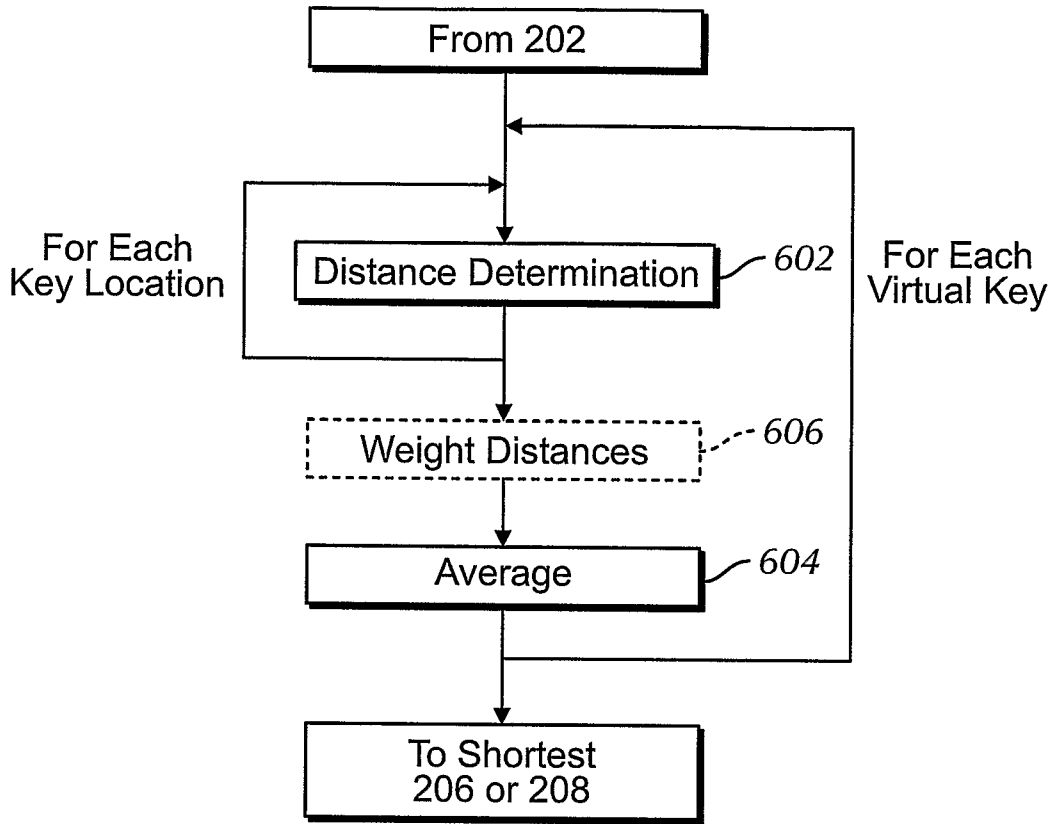 From 202
For Each
Key Location
Distance Determination
602
For Each
Virtual Key
Weight Distances
606
Average
604
To Shortest
206 or 208